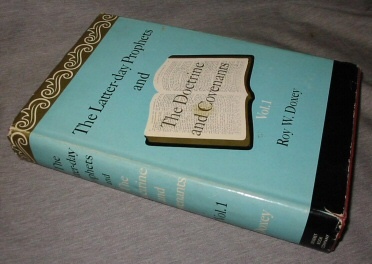 The Latter-day Prophets
and
The Doctrine
and Covenants
Vol. 1
Roy W. Doxey
The
Latter-day
Prophets
and
The
Doctrine
and
Covenants
Vol. 1
Doxey